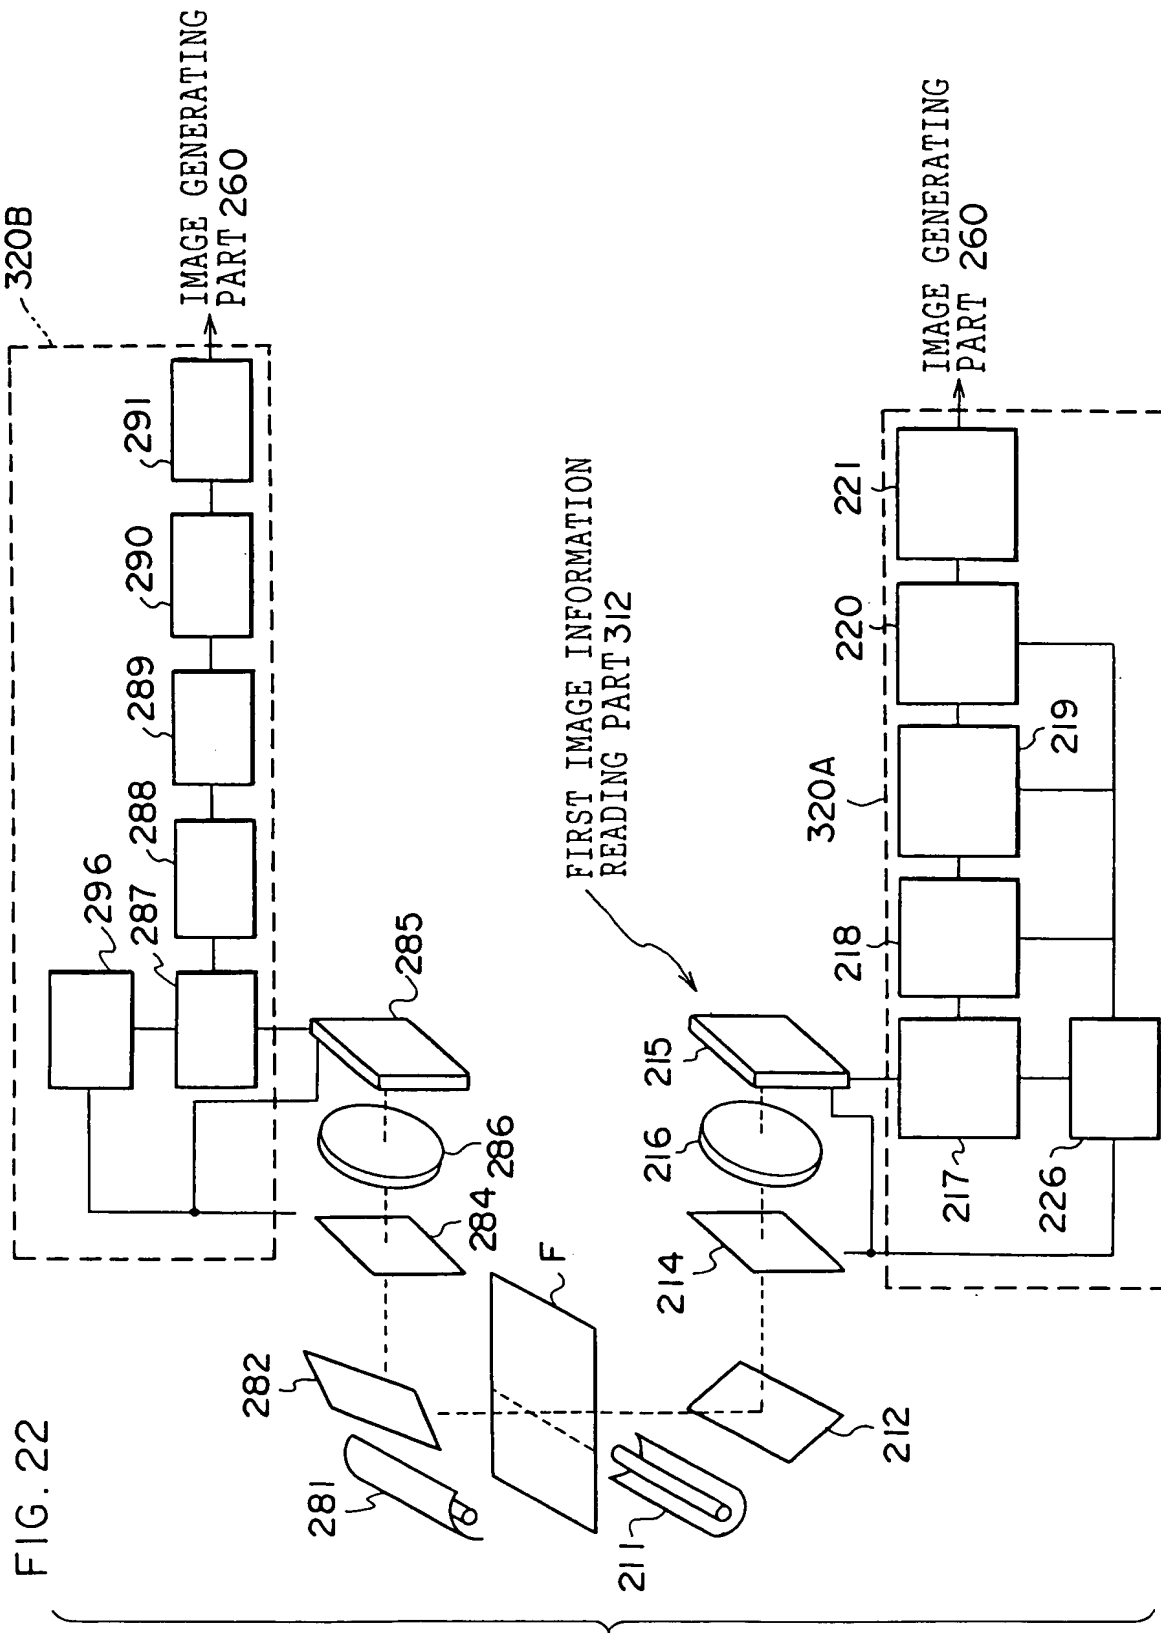 FIG. 22
320B
IMAGE GENERATING
PART 260
291
290
289
288
287
296
285
286
284
282
281
F
FIRST IMAGE INFORMATION
READING PART 312
IMAGE GENERATING
PART 260
221
220
219
320A
218
215
216
217
226
214
212
211